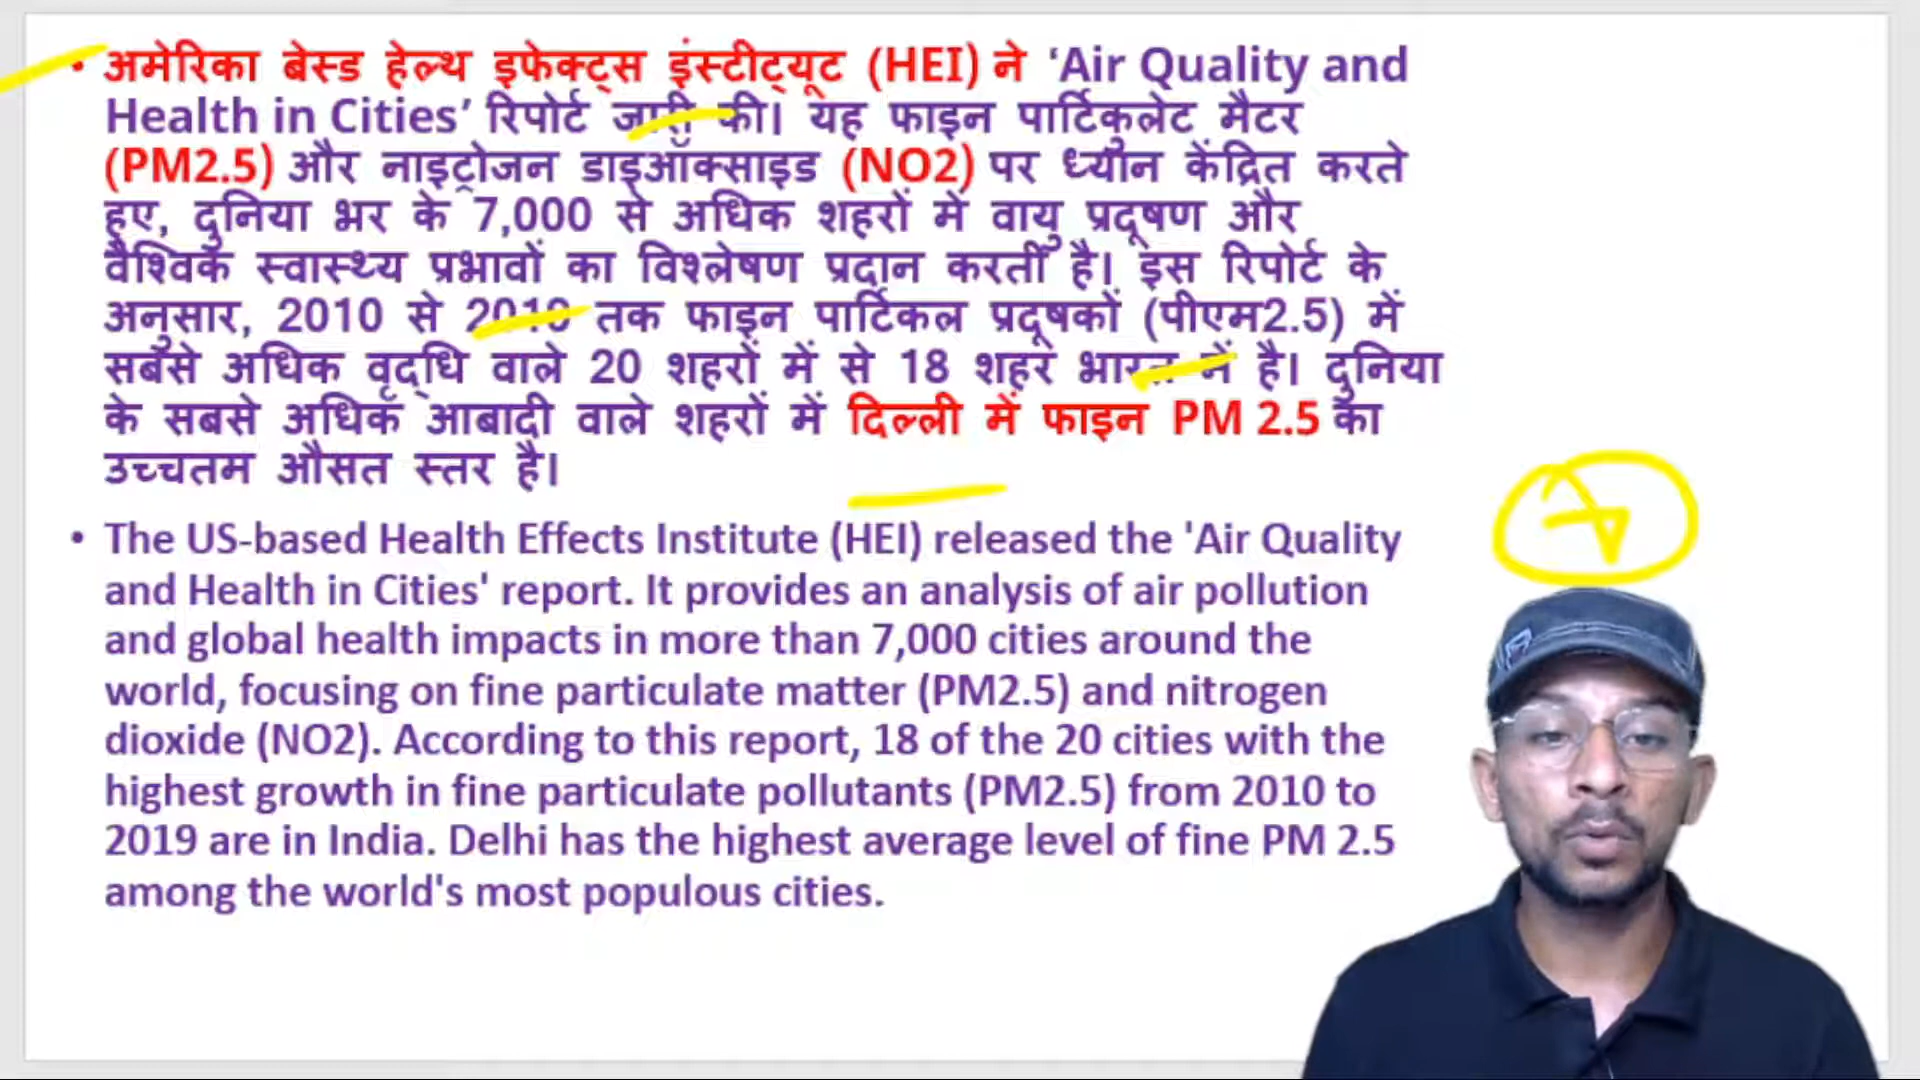 • अमेरिका बेस्ड हेल्थ इफेक्ट्स इंस्टीट्यूट (HEI) ने ‘Air Quality and
Health in Cities’ रिपोर्ट जारी की। यह फाइन पार्टिकुलेट मैटर
(PM2.5) और नाइट्रोजन डाइऑक्साइड (NO2) पर ध्यान केंद्रित करते
हुए, दुनिया भर के 7,000 से अधिक शहरों में वायु प्रदूषण और
वैश्विक स्वास्थ्य प्रभावों का विश्लेषण प्रदान करती है। इस रिपोर्ट के
अनुसार, 2010 से 2019 तक फाइन पार्टिकल प्रदूषकों (पीएम2.5) में
सबसे अधिक वृद्धि वाले 20 शहरों में से 18 शहर भारत में है। दुनिया
के सबसे अधिक आबादी वाले शहरों में दिल्ली में फाइन PM 2.5 का
उच्चतम औसत स्तर है।
• The US-based Health Effects Institute (HEI) released the 'Air Quality
and Health in Cities' report. It provides an analysis of air pollution
and global health impacts in more than 7,000 cities around the
world, focusing on fine particulate matter (PM2.5) and nitrogen
dioxide (NO2). According to this report, 18 of the 20 cities with the
highest growth in fine particulate pollutants (PM2.5) from 2010 to
2019 are in India. Delhi has the highest average level of fine PM 2.5
among the world's most populous cities.